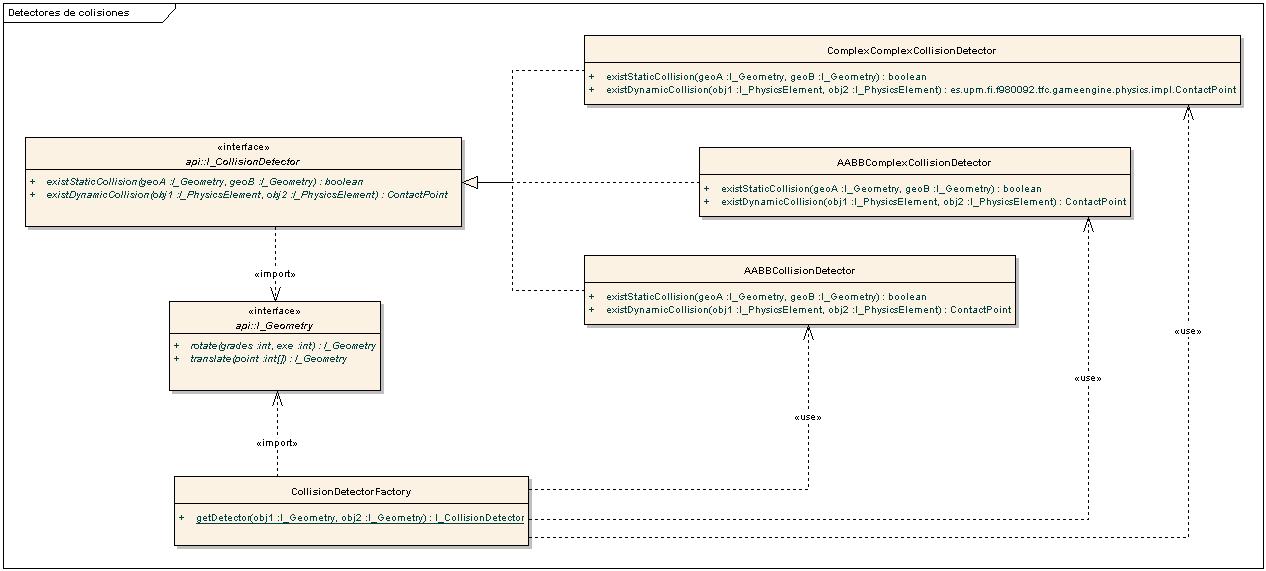 Detectores de colisiones
ComplexComplexCollisionDetector
+ existStaticCollision(geoA :I_Geometry, geoB :I_Geometry) : boolean
+ existDynamicCollision(obj1 :I_PhysicsElement, obj2 :I_PhysicsElement) : es.upm.fi.f980092.tfc.gameengine.physics.impl.ContactPoint
«interface»
api::I_CollisionDetector
+ existStaticCollision(geoA :I_Geometry, geoB :I_Geometry) : boolean
+ existDynamicCollision(obj1 :I_PhysicsElement, obj2 :I_PhysicsElement) : ContactPoint
AABBComplexCollisionDetector
+ existStaticCollision(geoA :I_Geometry, geoB :I_Geometry) : boolean
+ existDynamicCollision(obj1 :I_PhysicsElement, obj2 :I_PhysicsElement) : ContactPoint
AABBCollisionDetector
+ existStaticCollision(geoA :I_Geometry, geoB :I_Geometry) : boolean
+ existDynamicCollision(obj1 :I_PhysicsElement, obj2 :I_PhysicsElement) : ContactPoint
«import»
«interface»
api::I_Geometry
+ rotate(grades :int, exe :int) : I_Geometry
+ translate(point :int[]) : I_Geometry
«use»
«use»
«use»
«import»
CollisionDetectorFactory
+ getDetector(obj1 :I_Geometry, obj2 :I_Geometry) : I_CollisionDetector